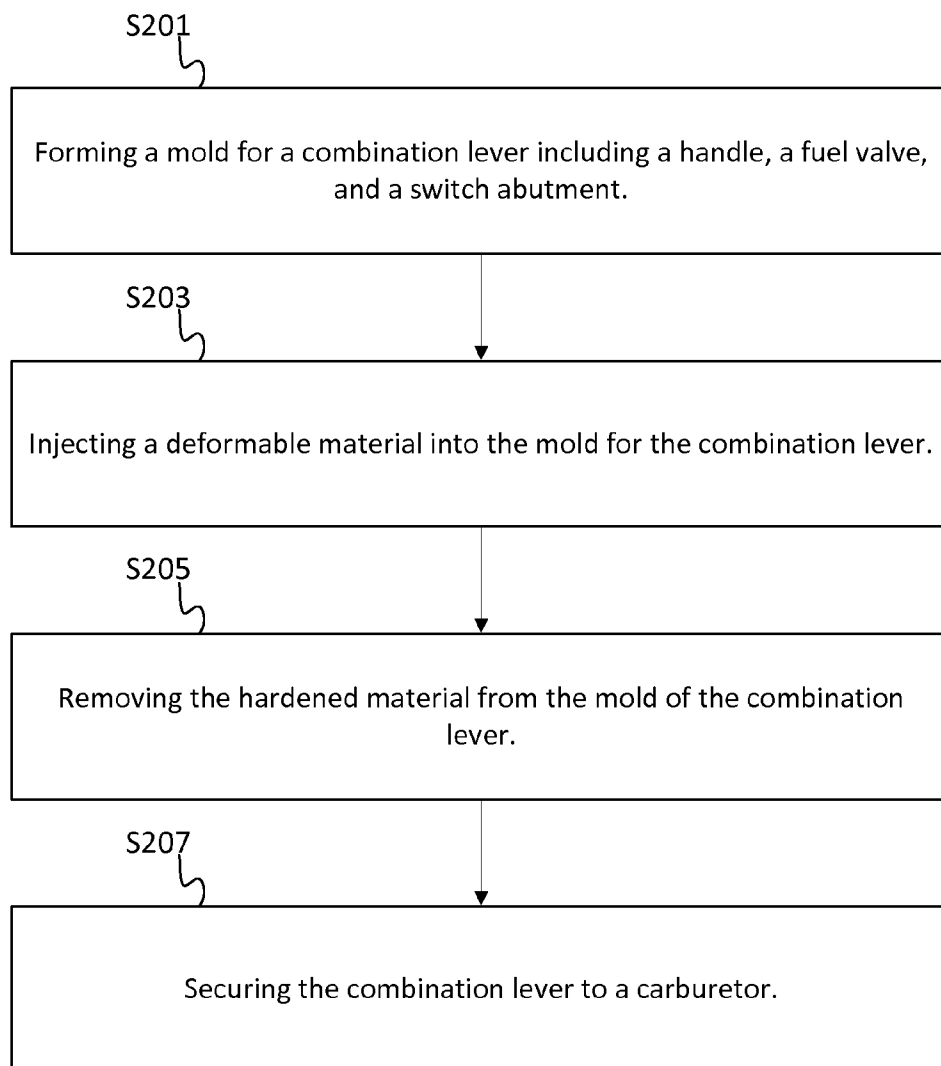 S201
Forming a mold for a combination lever including a handle, a fuel valve,
and a switch abutment.
S203
Injecting a deformable material into the mold for the combination lever.
S205
Removing the hardened material from the mold of the combination
lever.
S207
Securing the combination lever to a carburetor.